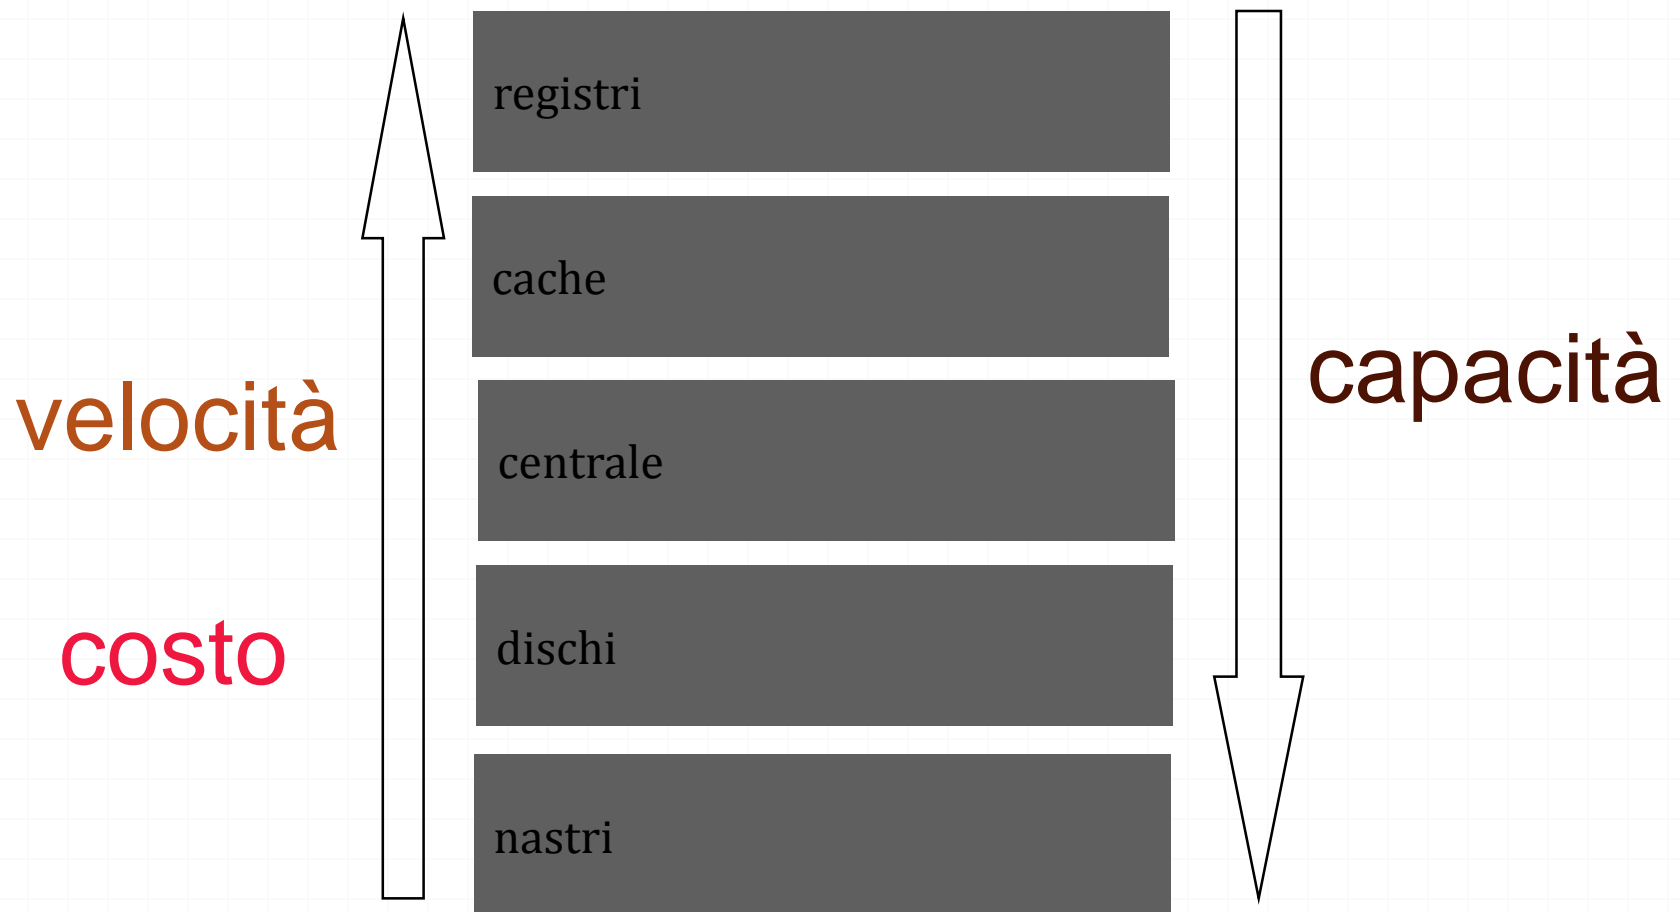 registri
cache
velocità
capacità
centrale
costo
dischi
nastri